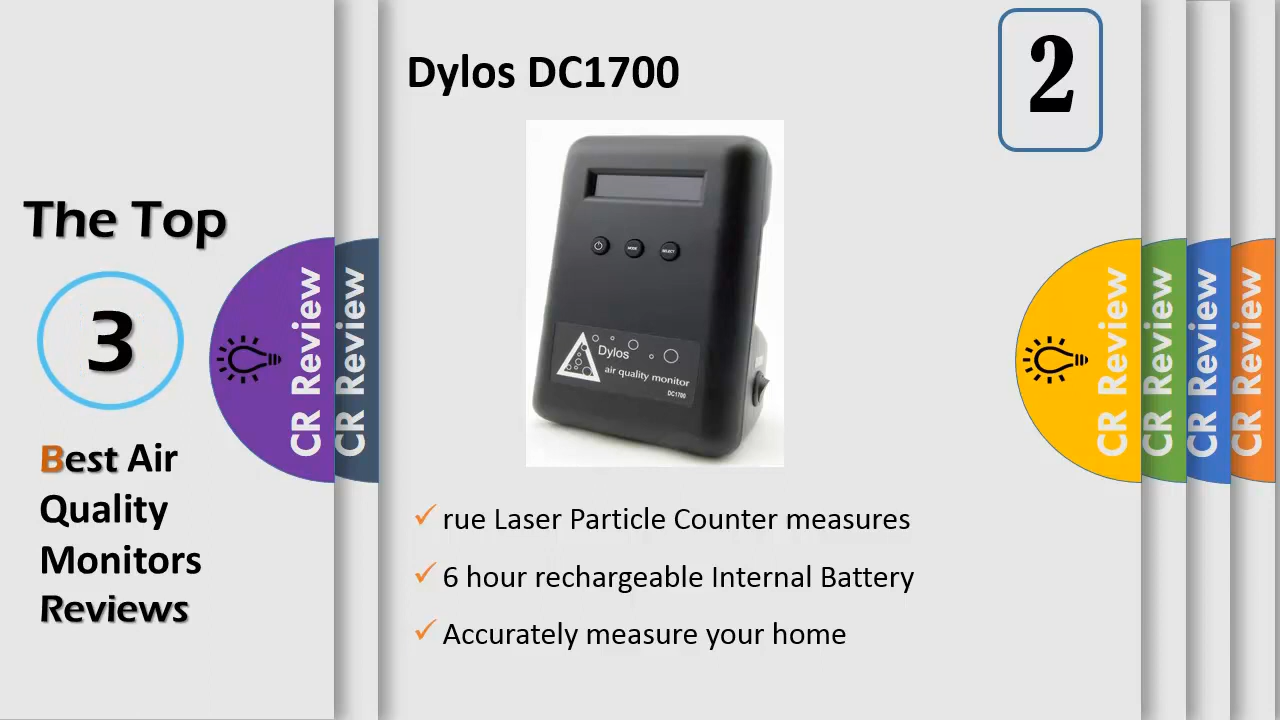 The Top
3
Best Air
Quality
Monitors
Reviews
CR Review
CR Review
Dylos DC1700
2
MODE
SELECT
Dylos
air quality monitor
DC1700
rue Laser Particle Counter measures
6 hour rechargeable Internal Battery
Accurately measure your home
CR Review
CR Review
CR Review
CR Review